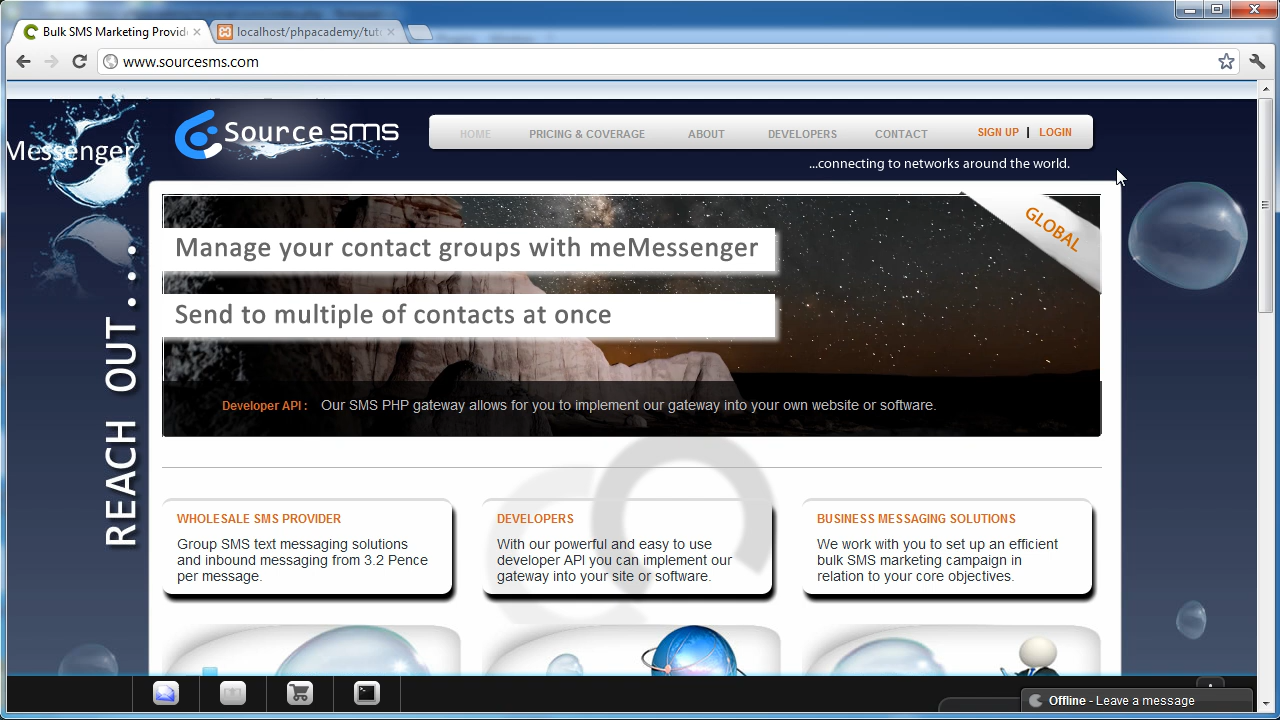 Bulk SMS Marketing Provid
localhost/phpacademy/tut
www.sourcesms.com
Messenger
Source sms
HOME
PRICING & COVERAGE
ABOUT
DEVELOPERS
CONTACT
SIGN UP | LOGIN
...connecting to networks around the world.
REACH OUT...
GLOBAL
Manage your contact groups with meMessenger
Send to multiple of contacts at once
Developer API : Our SMS PHP gateway allows for you to implement our gateway into your own website or software.
WHOLESALE SMS PROVIDER
Group SMS text messaging solutions
and inbound messaging from 3.2 Pence
per message.
DEVELOPERS
With our powerful and easy to use
developer API you can implement our
gateway into your site or software.
BUSINESS MESSAGING SOLUTIONS
We work with you to set up an efficient
bulk SMS marketing campaign in
relation to your core objectives.
Offline - Leave a message